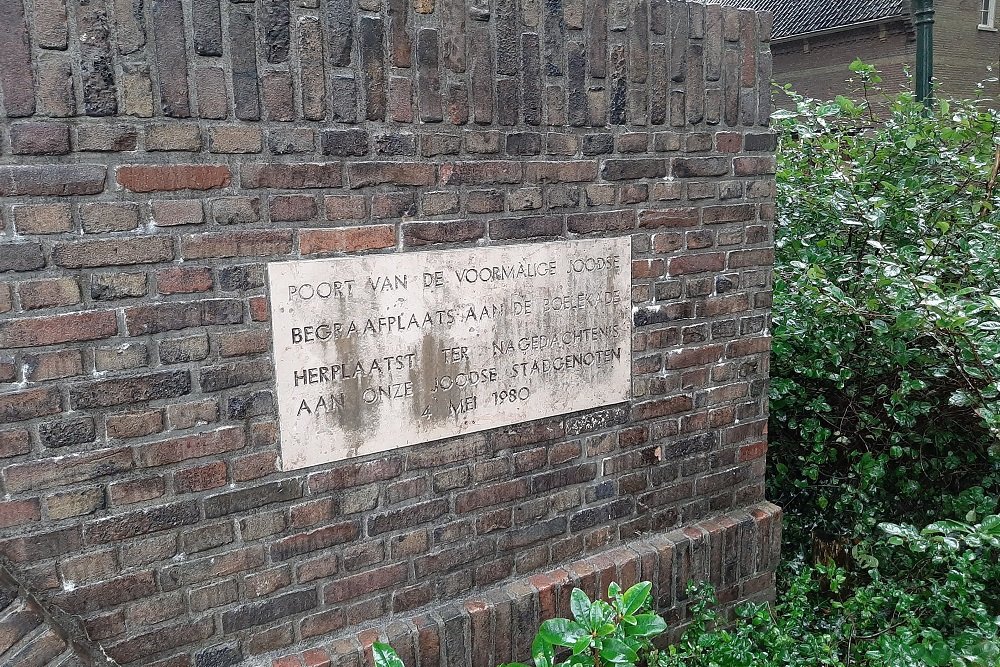 POORT VAN DE VOORMALIGE JOODSE
BEGRAAFPLAATS AAN DE BOELEKADE
HERPLAATST TER NAGEDACHTENIS
AAN ONZE JOODSE STADGENOTEN
4 MEI 1980